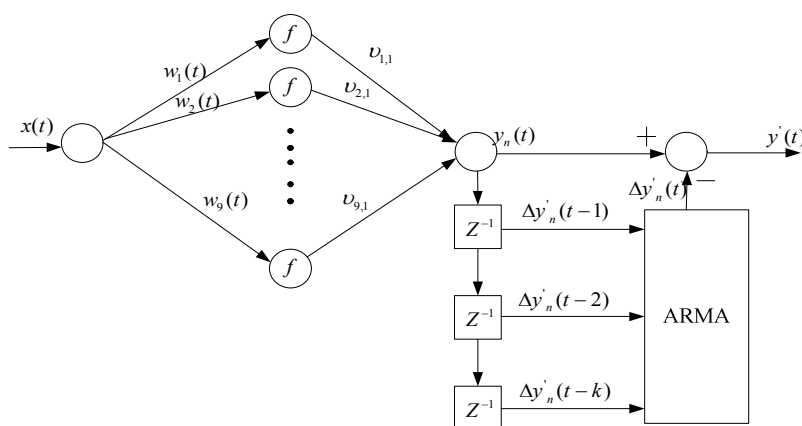 f
w₁(t)
υ₁,₁
w₂(t)
f
υ₂,₁
x(t)
yₙ(t)
+
y'(t)
w₉(t)
υ₉,₁
Δy'ₙ(t)
−
f
Z⁻¹
Δy'ₙ(t−1)
Z⁻¹
Δy'ₙ(t−2)
ARMA
Z⁻¹
Δy'ₙ(t−k)